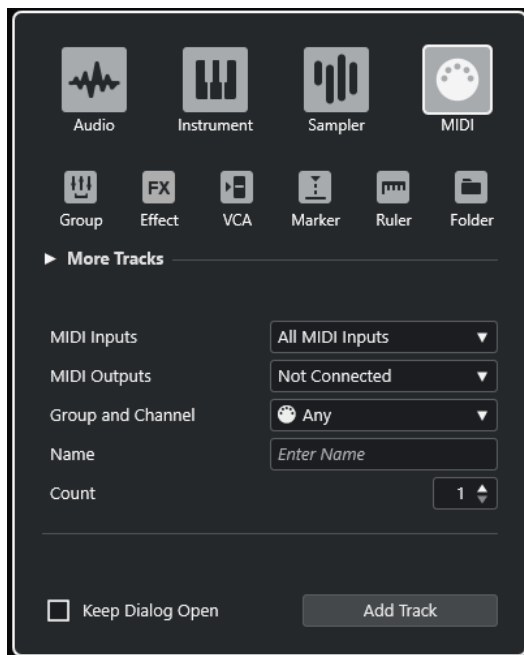 Audio Instrument Sampler MIDI
FX
Group Effect VCA Marker Ruler Folder
More Tracks
MIDI Inputs All MIDI Inputs
MIDI Outputs Not Connected
Group and Channel Any
Name Enter Name
Count 1
Keep Dialog Open Add Track